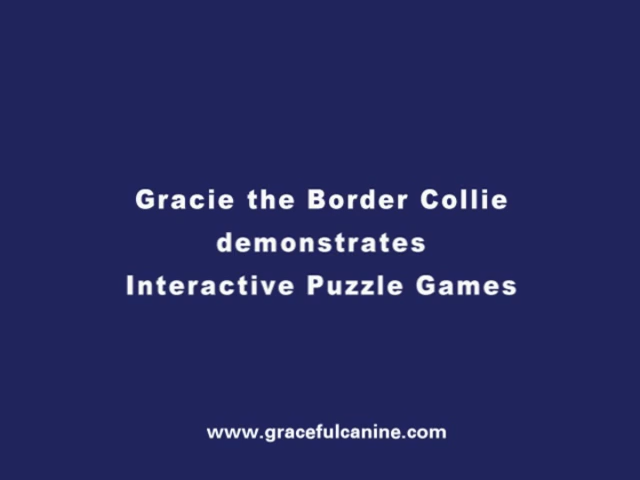 Gracie the Border Collie
demonstrates
Interactive Puzzle Games
www.gracefulcanine.com